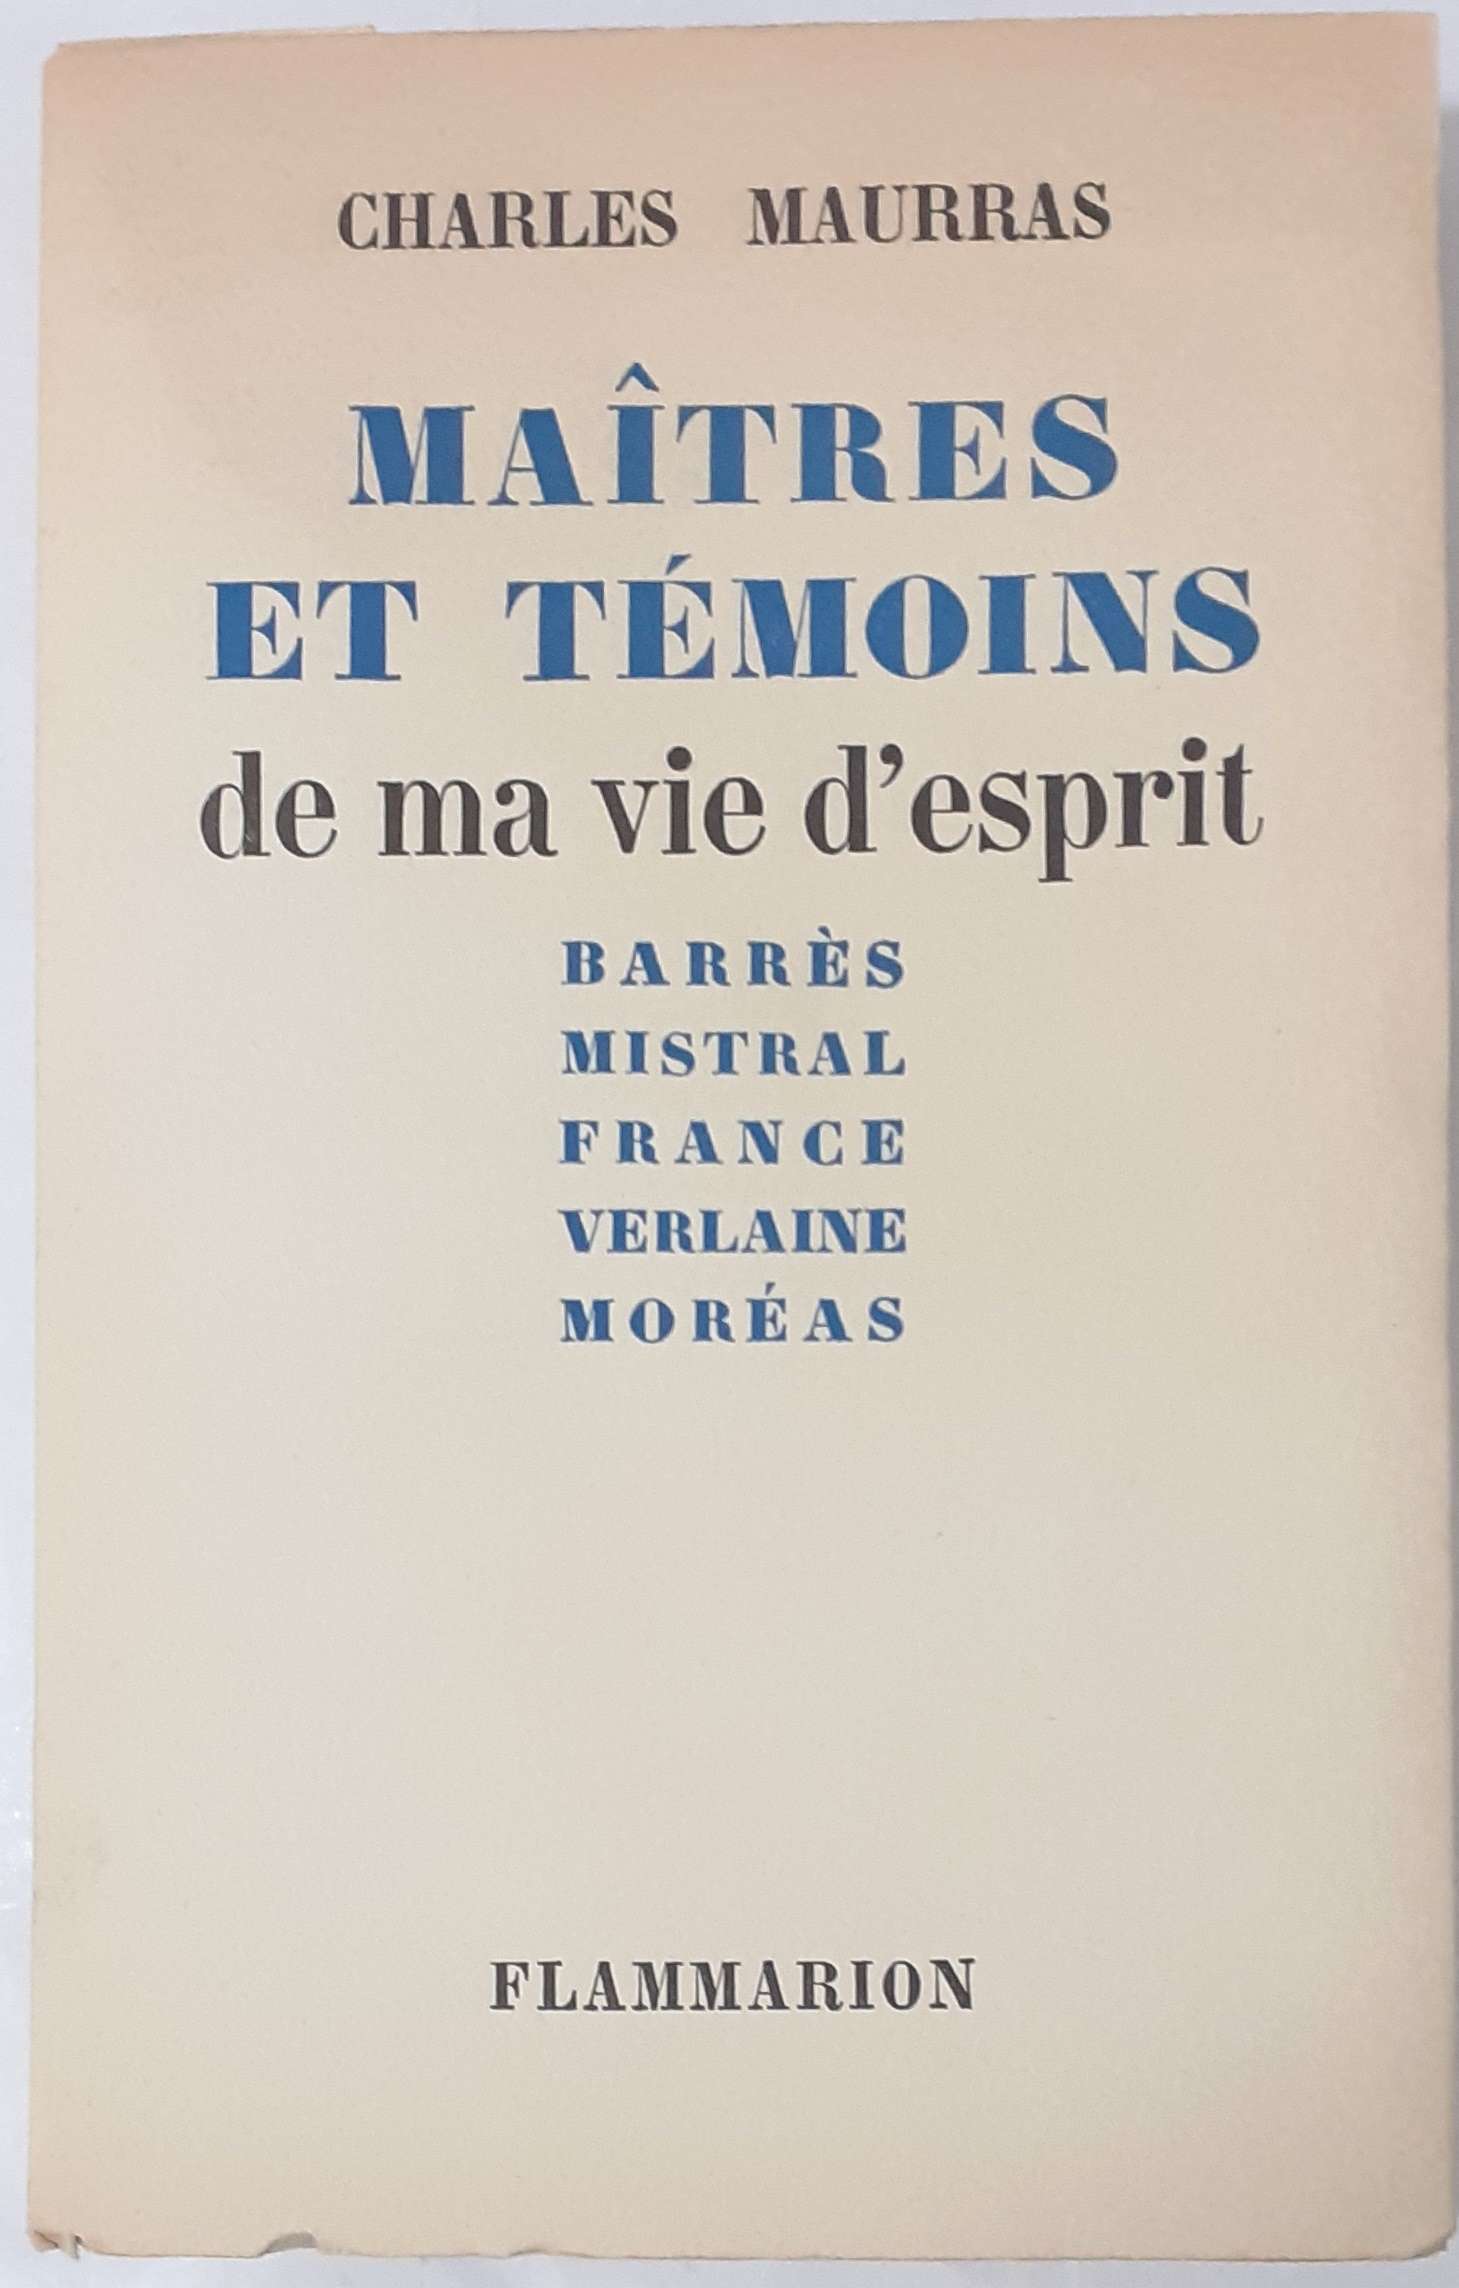 CHARLES MAURRAS
MAÎTRES
ET TÉMOINS
de ma vie d'esprit
BARRÈS
MISTRAL
FRANCE
VERLAINE
MORÉAS
FLAMMARION